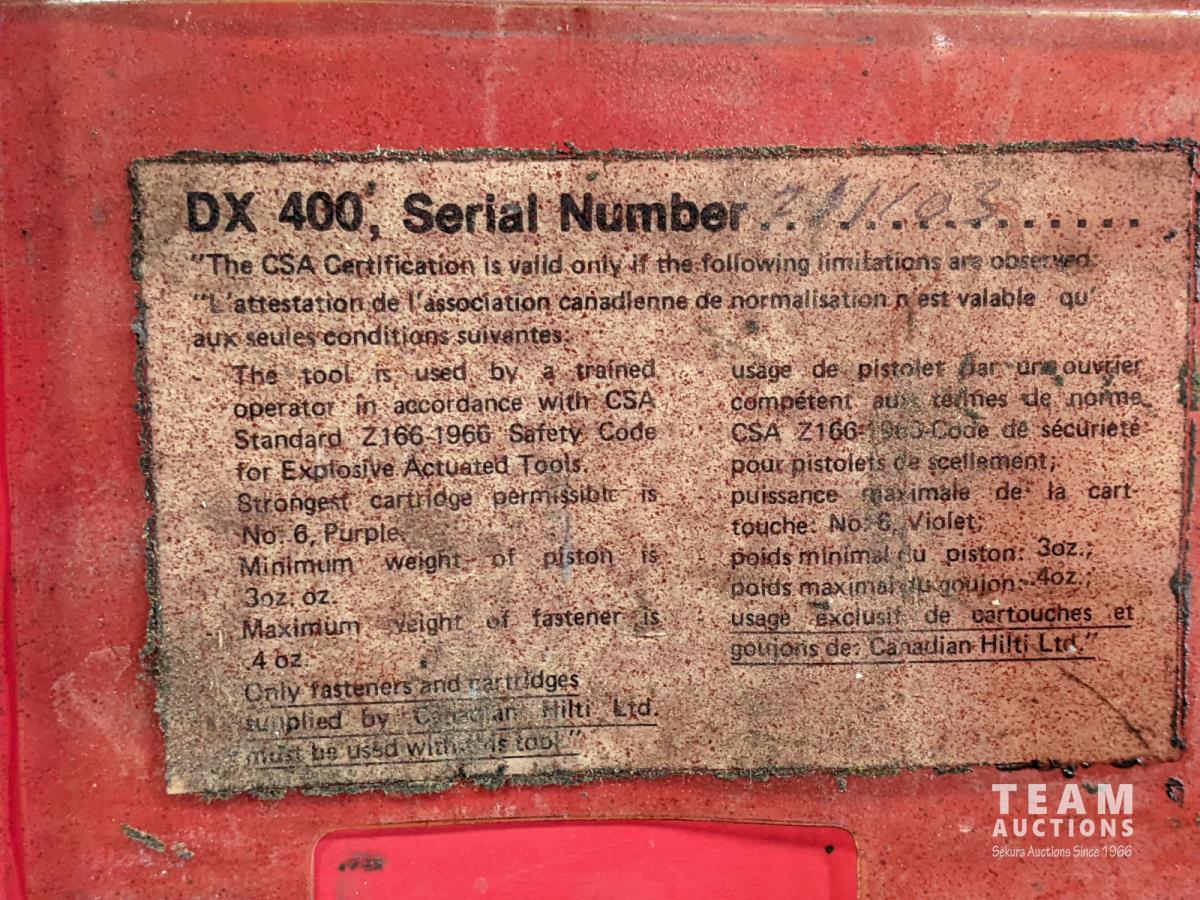 DX 400, Serial Number ..............
"The CSA Certification is valid only if the following limitations are observed:
"L'attestation de l'association canadienne de normalisation n'est valable qu'
aux seules conditions suivantes:
- The tool is used by a trained
operator in accordance with CSA
Standard Z166-1966 Safety Code
for Explosive Actuated Tools.
- Strongest cartridge permissible is
No. 6, Purple.
- Minimum weight of piston is
3oz. oz.
- Maximum weight of fastener is
.4 oz.
- Only fasteners and cartridges
supplied by Canadian Hilti Ltd.
must be used with this tool."
- usage de pistolet par une ouvrier
compétent aux termes de norme
CSA Z166-1966-Code de sécurieté
pour pistolets de scellement;
- puissance maximale de la cart-
touche: No. 6, Violet;
- poids minimal du piston: 3oz.;
- poids maximal du goujon: .4oz.;
- usage exclusif de cartouches et
goujons de: Canadian Hilti Ltd."
TEAM
AUCTIONS
Sekura Auctions Since 1966